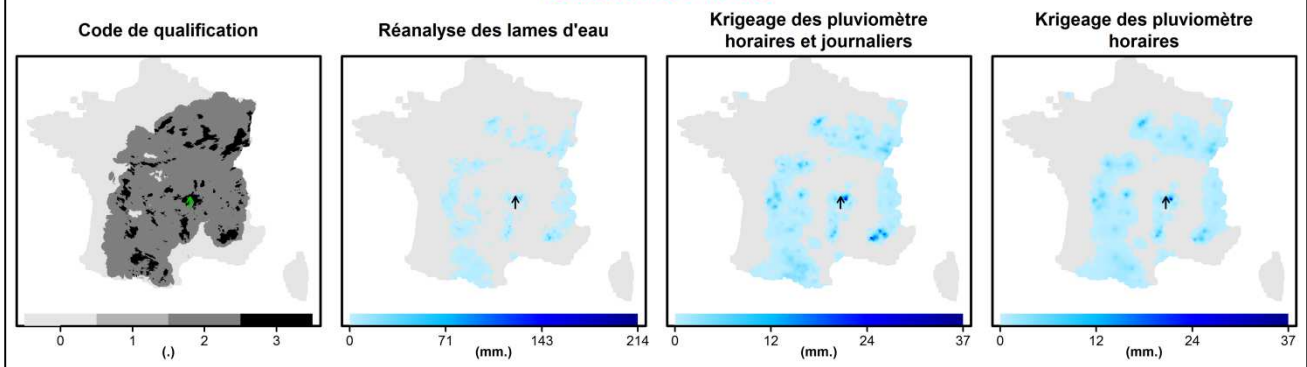 Code de qualification
Réanalyse des lames d'eau
Krigeage des pluviomètre
horaires et journaliers
Krigeage des pluviomètre
horaires
0 1 2 3
(.)
0 71 143 214
(mm.)
0 12 24 37
(mm.)
0 12 24 37
(mm.)